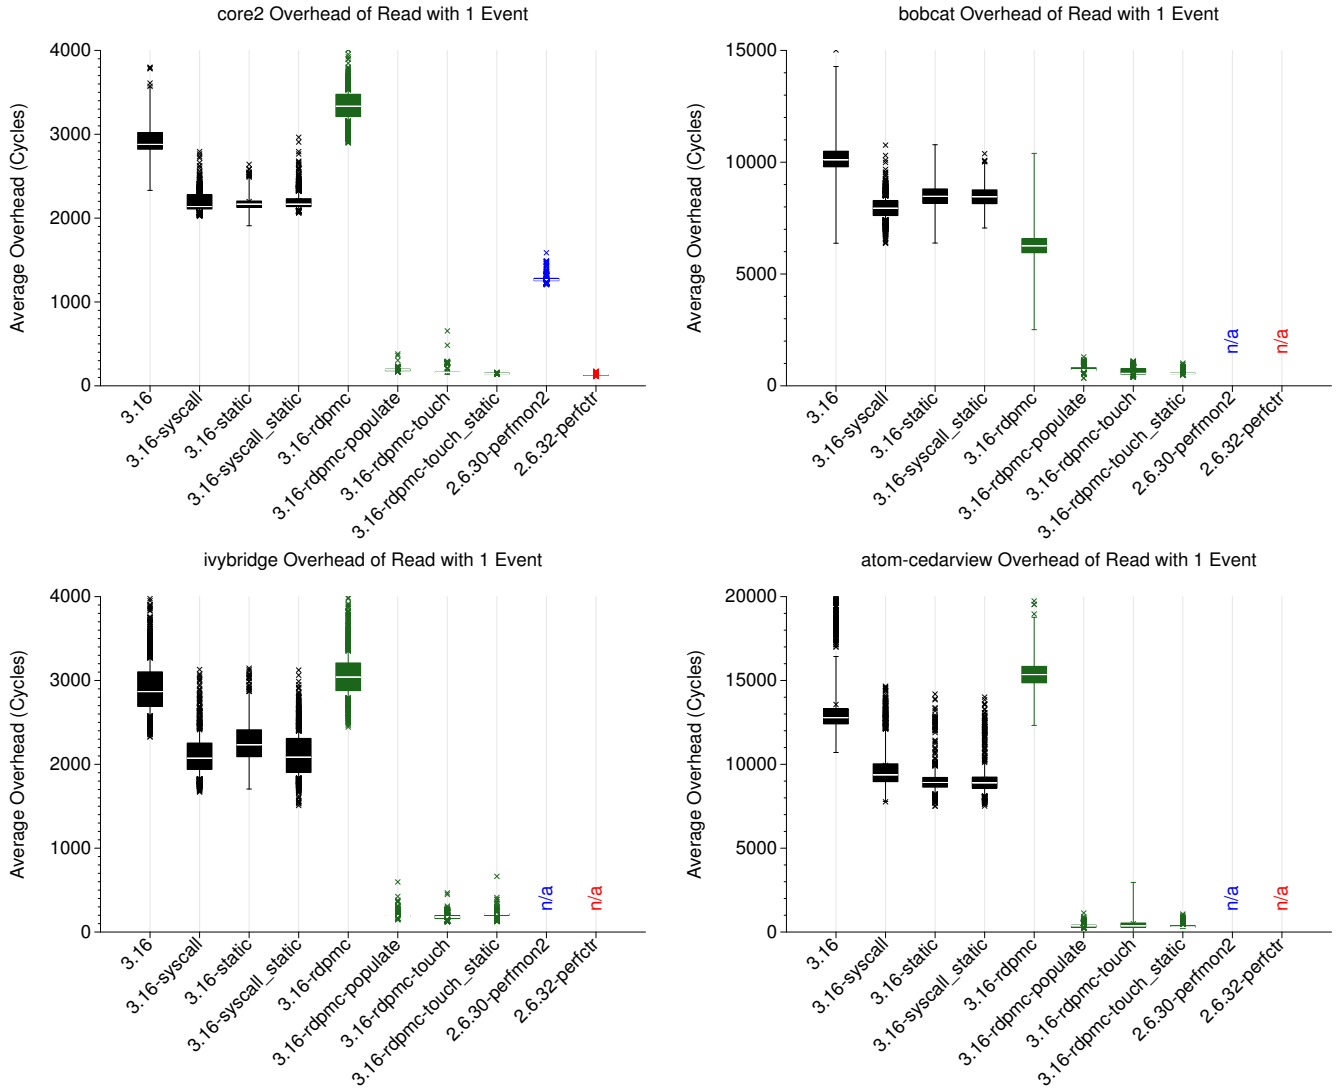 core2 Overhead of Read with 1 Event
Average Overhead (Cycles)
4000
3000
2000
1000
0
3.16
3.16-syscall
3.16-static
3.16-syscall_static
3.16-rdpmc
3.16-rdpmc-populate
3.16-rdpmc-touch
3.16-rdpmc-touch_static
2.6.30-perfmon2
2.6.32-perfctr
bobcat Overhead of Read with 1 Event
Average Overhead (Cycles)
15000
10000
5000
0
n/a
n/a
3.16
3.16-syscall
3.16-static
3.16-syscall_static
3.16-rdpmc
3.16-rdpmc-populate
3.16-rdpmc-touch
3.16-rdpmc-touch_static
2.6.30-perfmon2
2.6.32-perfctr
ivybridge Overhead of Read with 1 Event
Average Overhead (Cycles)
4000
3000
2000
1000
0
n/a
n/a
3.16
3.16-syscall
3.16-static
3.16-syscall_static
3.16-rdpmc
3.16-rdpmc-populate
3.16-rdpmc-touch
3.16-rdpmc-touch_static
2.6.30-perfmon2
2.6.32-perfctr
atom-cedarview Overhead of Read with 1 Event
Average Overhead (Cycles)
20000
15000
10000
5000
0
n/a
n/a
3.16
3.16-syscall
3.16-static
3.16-syscall_static
3.16-rdpmc
3.16-rdpmc-populate
3.16-rdpmc-touch
3.16-rdpmc-touch_static
2.6.30-perfmon2
2.6.32-perfctr